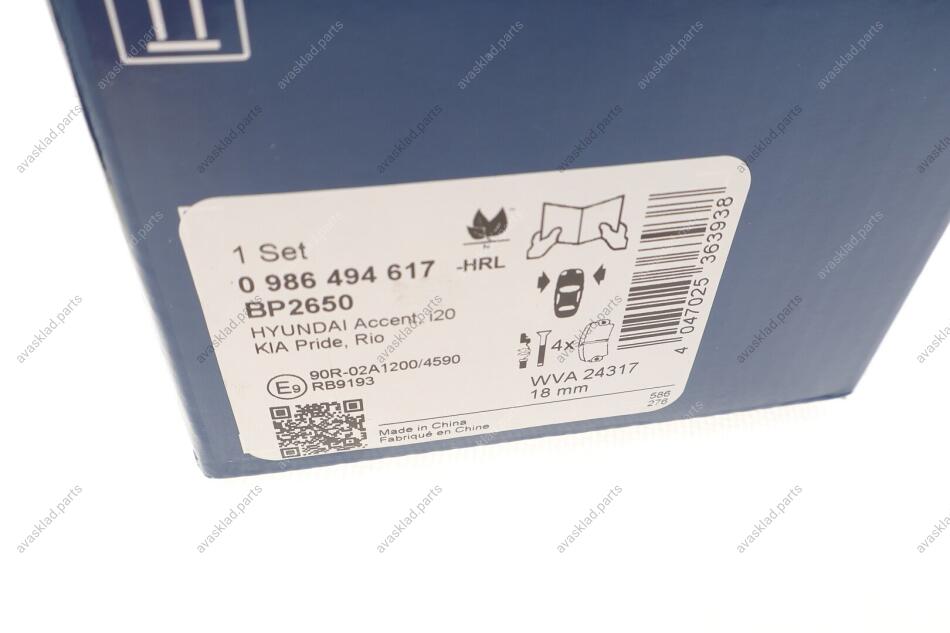 1 Set
0 986 494 617
-HRL
BP2650
HYUNDAI Accent, i20
KIA Pride, Rio
E9
90R-02A1200/4590
RB9193
4x
WVA 24317
18 mm
586
276
Made in China
Fabriqué en Chine
4 047025 363938
avasklad.parts